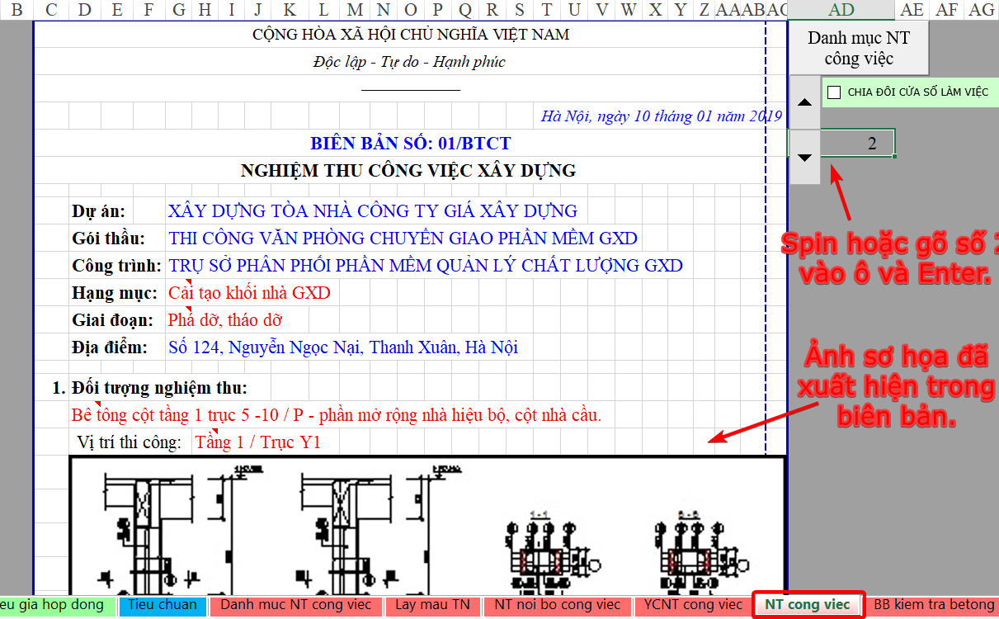 B C D E F G H I J K L M N O P Q R S T U V W X Y Z AA AB AC AD AE AF AG
CỘNG HÒA XÃ HỘI CHỦ NGHĨA VIỆT NAM
Độc lập - Tự do - Hạnh phúc
Danh mục NT
công việc
CHIA ĐÔI CỬA SỔ LÀM VIỆC
Hà Nội, ngày 10 tháng 01 năm 2019
BIÊN BẢN SỐ: 01/BTCT
2
NGHIỆM THU CÔNG VIỆC XÂY DỰNG
Dự án: XÂY DỰNG TÒA NHÀ CÔNG TY GIÁ XÂY DỰNG
Gói thầu: THI CÔNG VĂN PHÒNG CHUYỂN GIAO PHẦN MỀM GXD
Công trình: TRỤ SỞ PHÂN PHỐI PHẦN MỀM QUẢN LÝ CHẤT LƯỢNG GXD
Hạng mục: Cải tạo khối nhà GXD
Giai đoạn: Phá dỡ, tháo dỡ
Địa điểm: Số 124, Nguyễn Ngọc Nại, Thanh Xuân, Hà Nội
Spin hoặc gõ số 2
vào ô và Enter.
1. Đối tượng nghiệm thu:
Bê tông cột tầng 1 trục 5 -10 / P - phần mở rộng nhà hiệu bộ, cột nhà cầu.
Vị trí thi công: Tầng 1 / Trục Y1
Ảnh sơ họa đã
xuất hiện trong
biên bản.
1-1
eu gia hop dong
Tieu chuan
Danh muc NT cong viec
Lay mau TN
NT noi bo cong viec
YCNT cong viec
NT cong viec
BB kiem tra betong